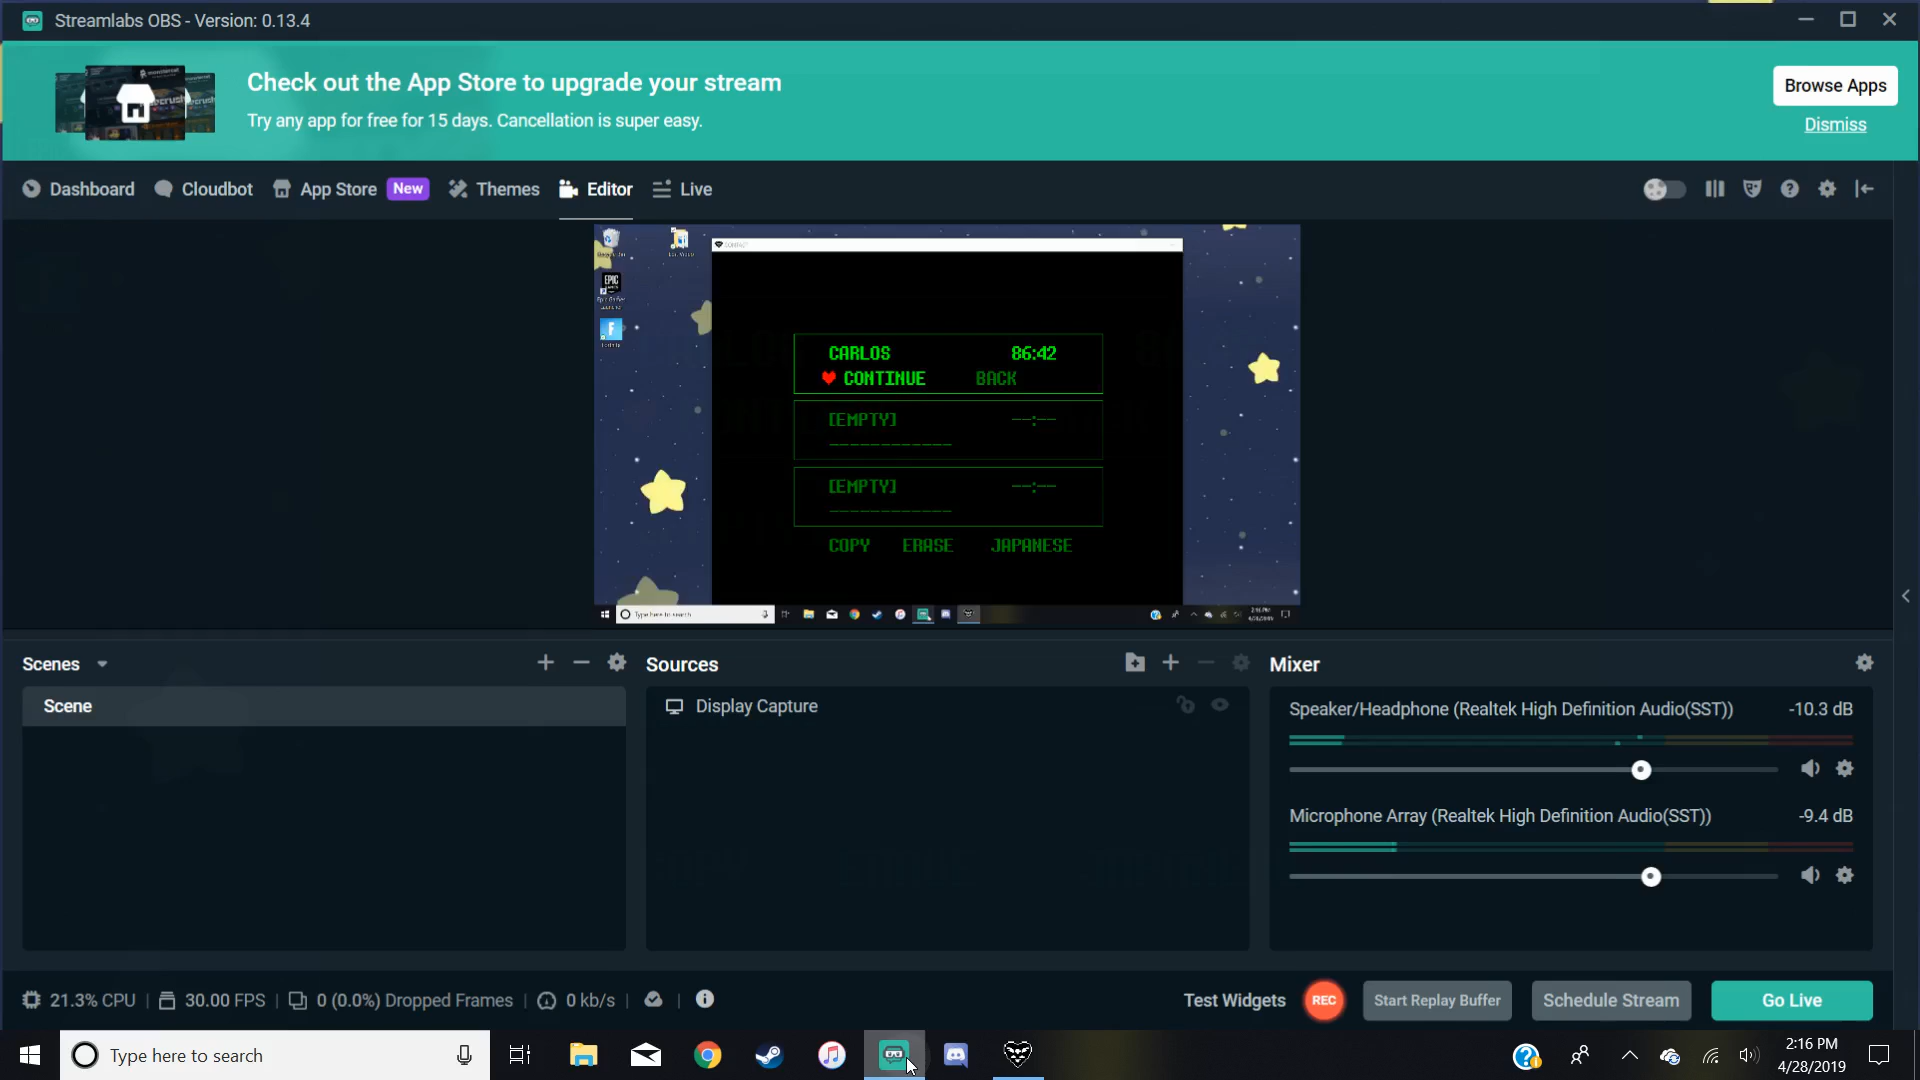 Streamlabs OBS - Version: 0.13.4
Check out the App Store to upgrade your stream
Try any app for free for 15 days. Cancellation is super easy.
Browse Apps
Dismiss
Dashboard Cloudbot App Store New Themes Editor Live
EPIC
CARLOS 86:42
CONTINUE BACK
[EMPTY] --:--
------------
[EMPTY] --:--
------------
COPY ERASE JAPANESE
Type here to search
Scenes
Scene
Sources
Display Capture
Mixer
Speaker/Headphone (Realtek High Definition Audio(SST)) -10.3 dB
Microphone Array (Realtek High Definition Audio(SST)) -9.4 dB
21.3% CPU 30.00 FPS 0 (0.0%) Dropped Frames 0 kb/s
Test Widgets REC Start Replay Buffer Schedule Stream Go Live
Type here to search
2:16 PM
4/28/2019